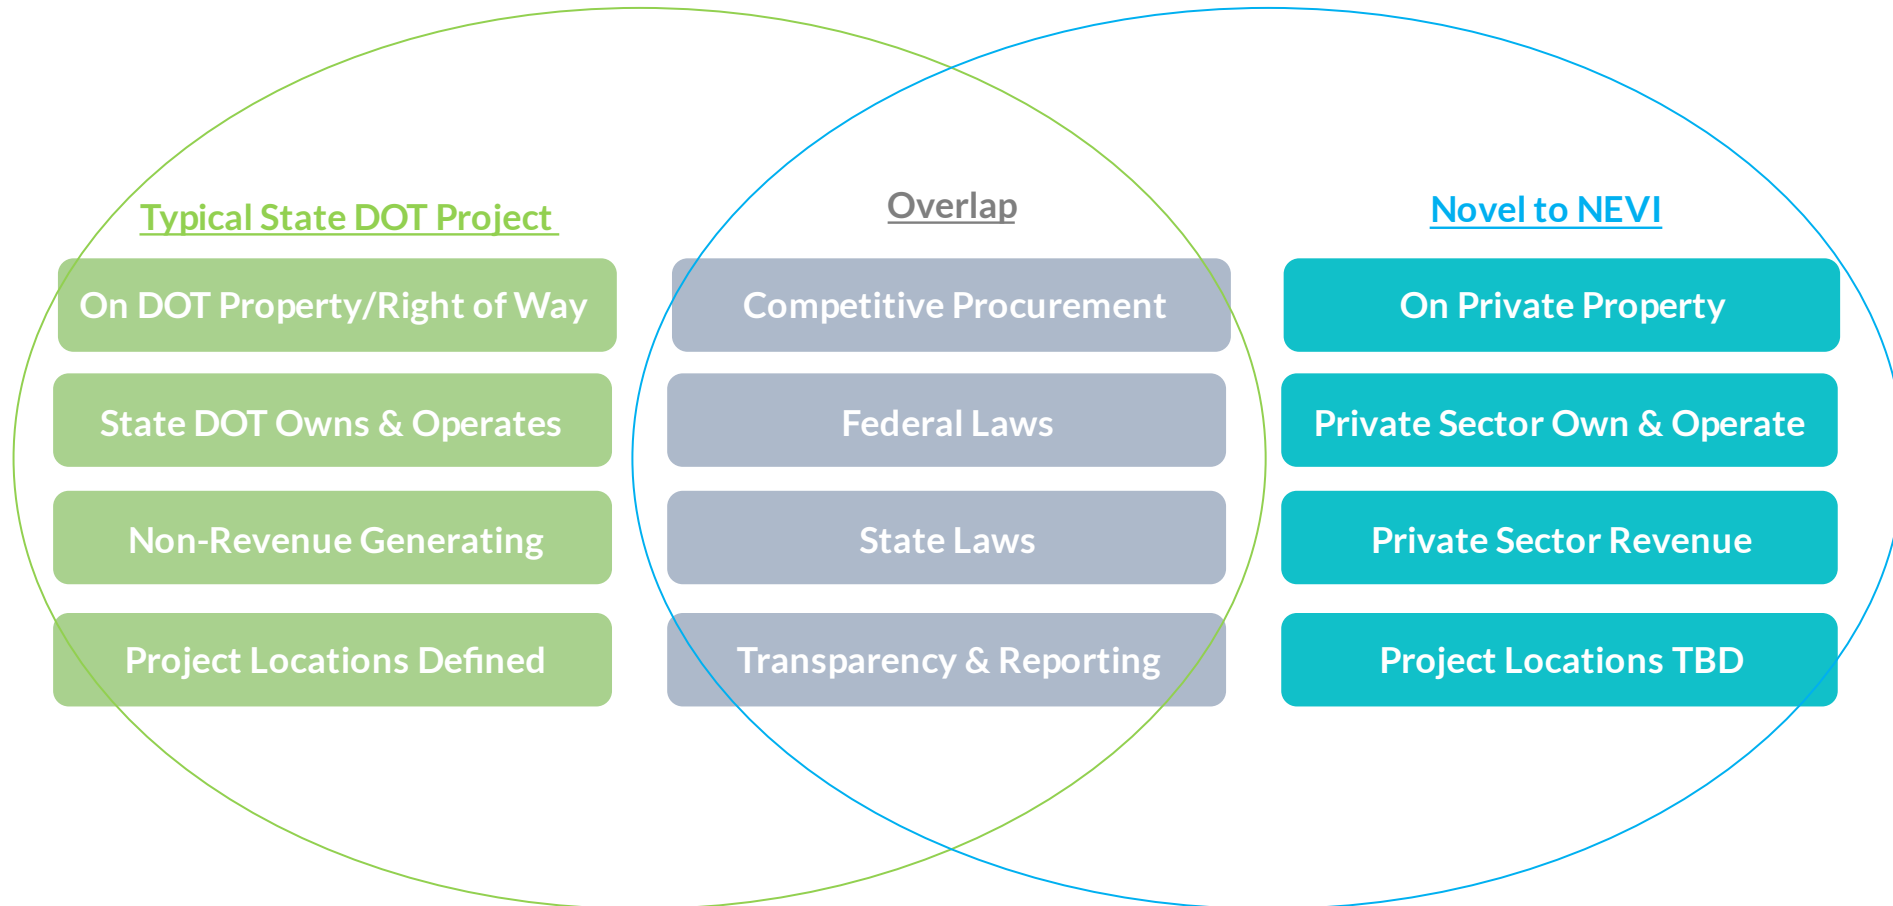 Typical State DOT Project
On DOT Property/Right of Way
State DOT Owns & Operates
Non-Revenue Generating
Project Locations Defined
Overlap
Competitive Procurement
Federal Laws
State Laws
Transparency & Reporting
Novel to NEVI
On Private Property
Private Sector Own & Operate
Private Sector Revenue
Project Locations TBD